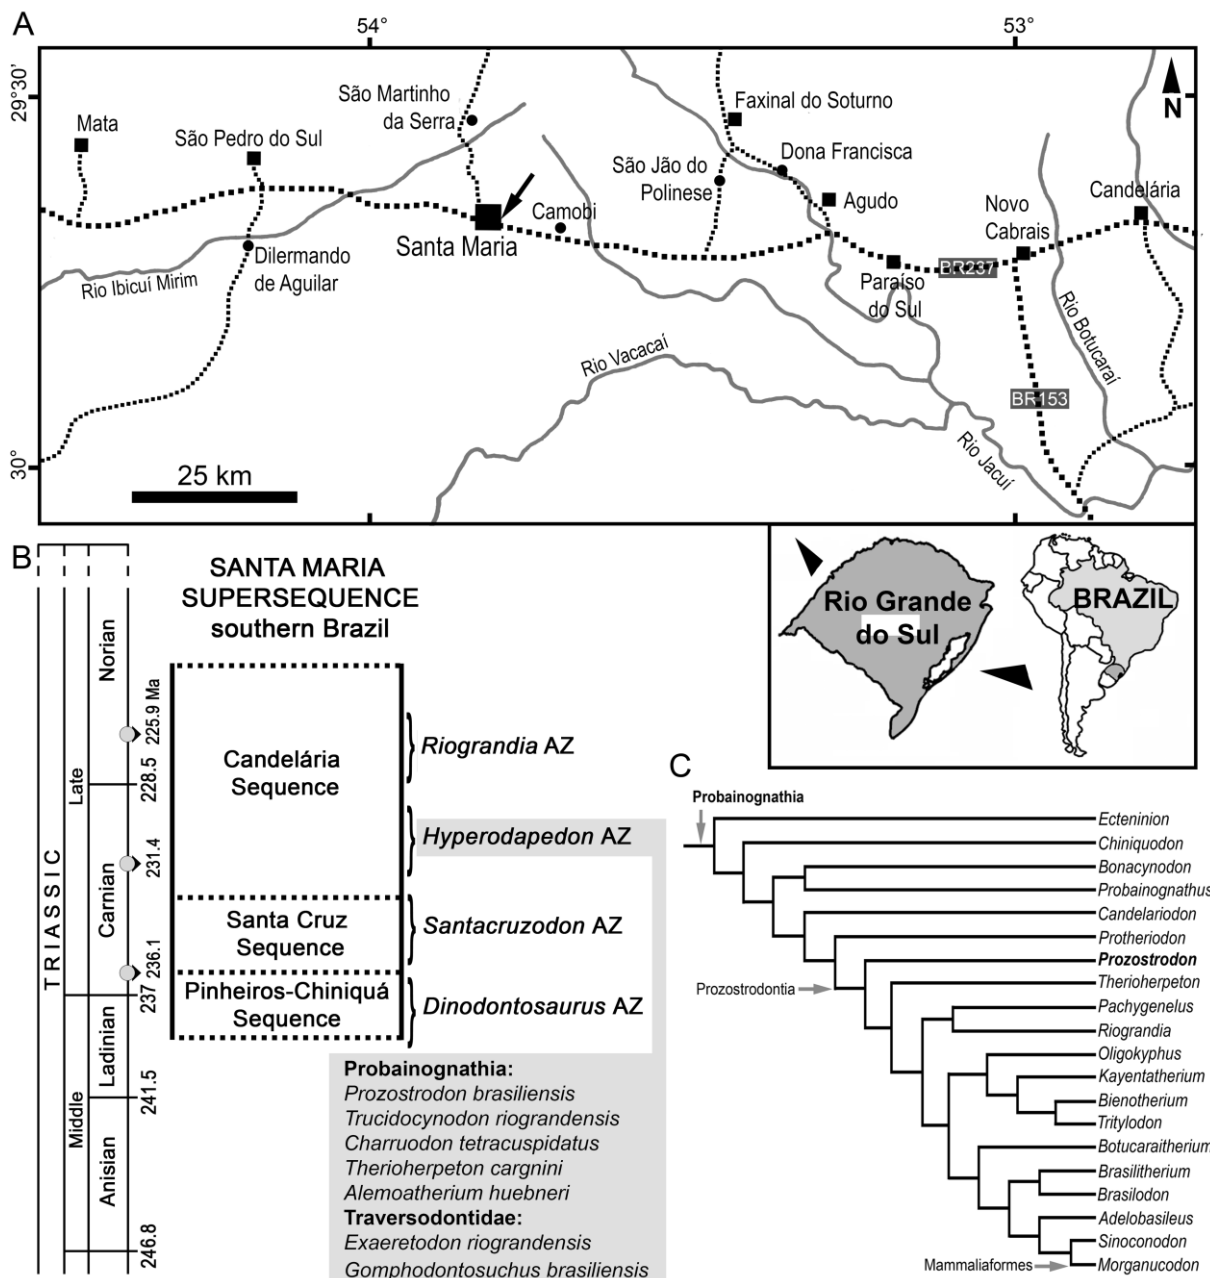 A
54°
53°
29°30'
30°
N
Mata
São Pedro do Sul
São Martinho
da Serra
Faxinal do Soturno
São Jão do
Polinese
Dona Francisca
Agudo
Novo
Cabrais
Candelária
Camobi
Santa Maria
Dilermando
de Aguilar
Rio Ibicuí Mirim
BR237
Paraíso
do Sul
Rio Botucaraí
Rio Vacacaí
BR153
Rio Jacuí
25 km
Rio Grande
do Sul
BRAZIL
B
SANTA MARIA
SUPERSEQUENCE
southern Brazil
TRIASSIC
Late
Middle
Norian
Carnian
Ladinian
Anisian
225.9 Ma
228.5
231.4
236.1
237
241.5
246.8
Candelária
Sequence
Santa Cruz
Sequence
Pinheiros-Chiniquá
Sequence
Riograndia AZ
Hyperodapedon AZ
Santacruzodon AZ
Dinodontosaurus AZ
Probainognathia:
Prozostrodon brasiliensis
Trucidocynodon riograndensis
Charruodon tetracuspidatus
Therioherpeton cargnini
Alemoatherium huebneri
Traversodontidae:
Exaeretodon riograndensis
Gomphodontosuchus brasiliensis
C
Probainognathia
Ecteninion
Chiniquodon
Bonacynodon
Probainognathus
Candelariodon
Protheriodon
Prozostrodon
Prozostrodontia
Therioherpeton
Pachygenelus
Riograndia
Oligokyphus
Kayentatherium
Bienotherium
Tritylodon
Botucaraitherium
Brasilitherium
Brasilodon
Adelobasileus
Sinoconodon
Mammaliaformes
Morganucodon